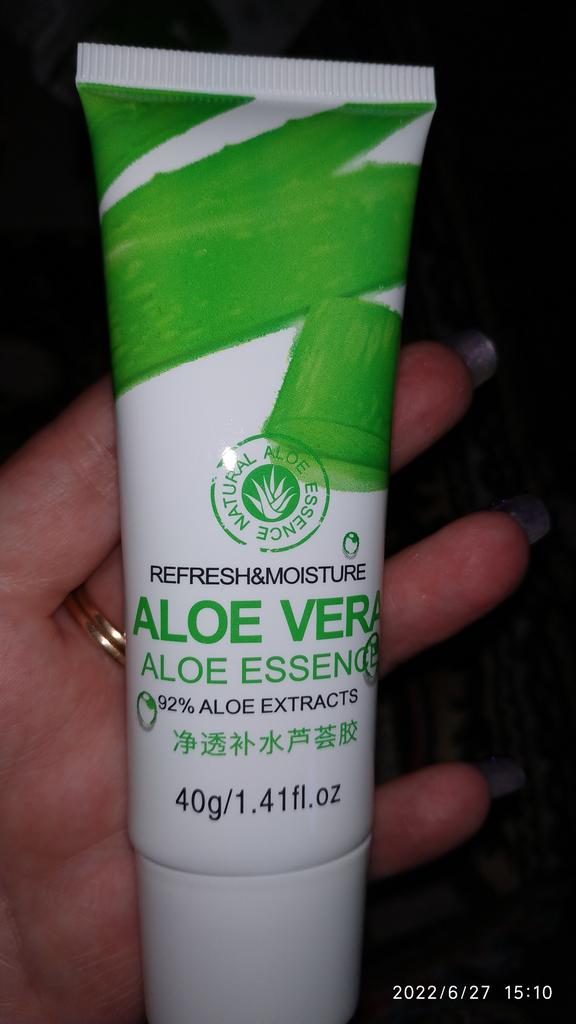 NATURAL ALOE ESSENCE
REFRESH&MOISTURE
ALOE VERA
ALOE ESSENCE
92% ALOE EXTRACTS
净透补水芦荟胶
40g/1.41fl.oz
2022/6/27 15:10